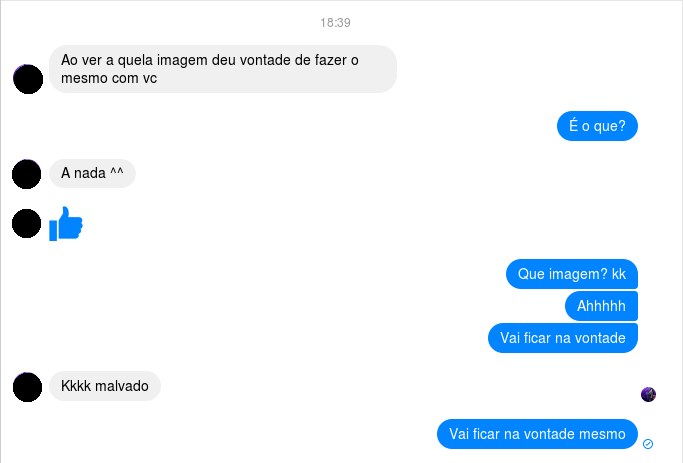 18:39
Ao ver a quela imagem deu vontade de fazer o
mesmo com vc
É o que?
A nada ^^
Que imagem? kk
Ahhhhh
Vai ficar na vontade
Kkkk malvado
Vai ficar na vontade mesmo